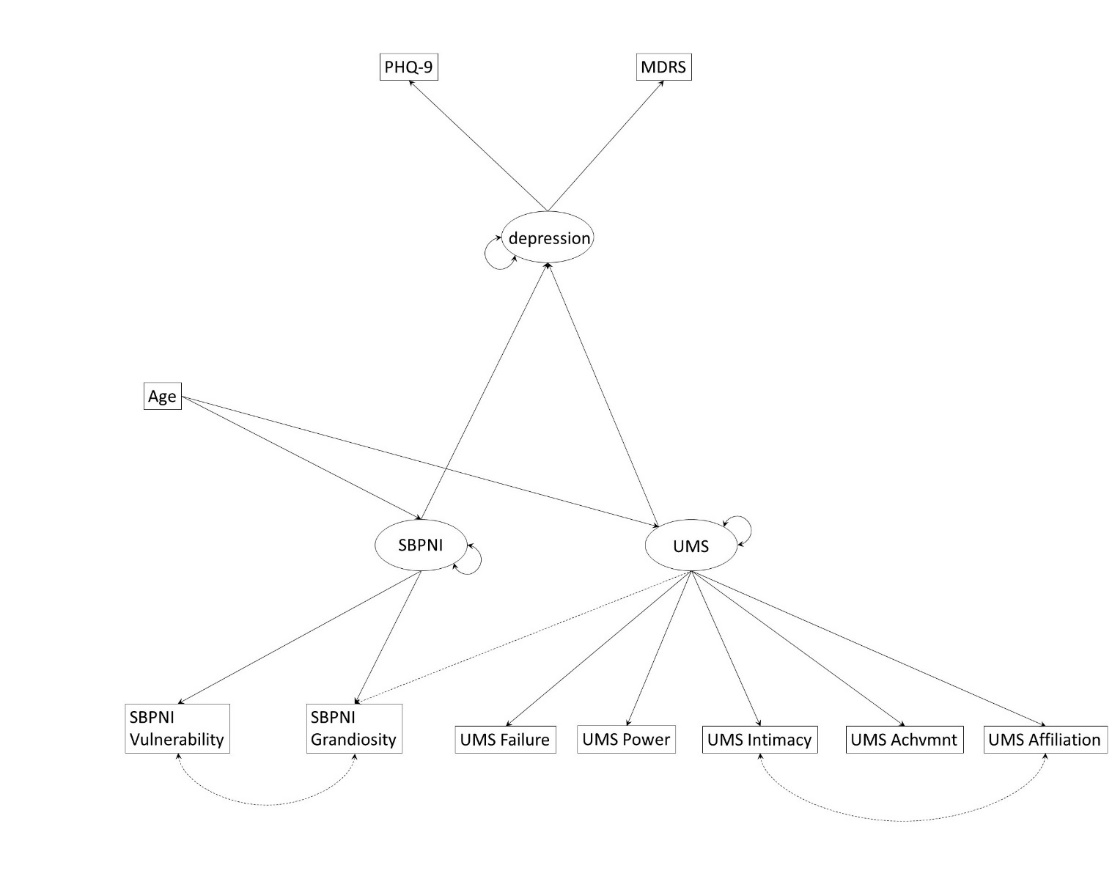 PHQ-9
MDRS
depression
Age
SBPNI
UMS
SBPNI
Vulnerability
SBPNI
Grandiosity
UMS Failure
UMS Power
UMS Intimacy
UMS Achvmnt
UMS Affiliation